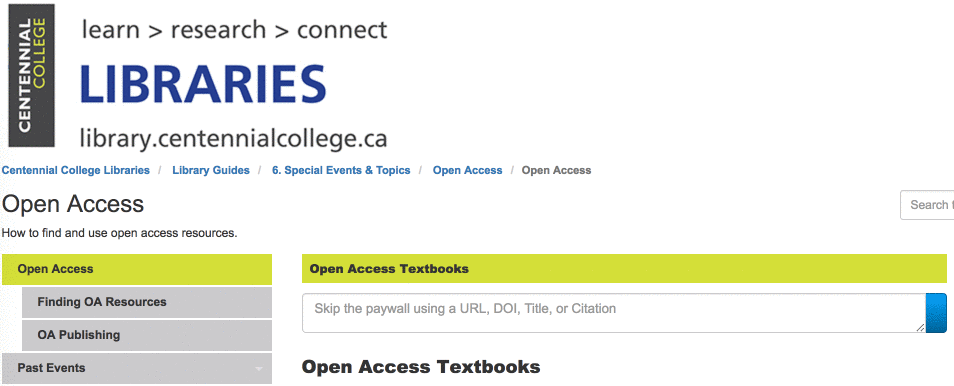 CENTENNIAL
COLLEGE
learn > research > connect
LIBRARIES
library.centennialcollege.ca
Centennial College Libraries / Library Guides / 6. Special Events & Topics / Open Access / Open Access
Open Access
Search t
How to find and use open access resources.
Open Access
Finding OA Resources
OA Publishing
Past Events
Open Access Textbooks
Skip the paywall using a URL, DOI, Title, or Citation
Open Access Textbooks